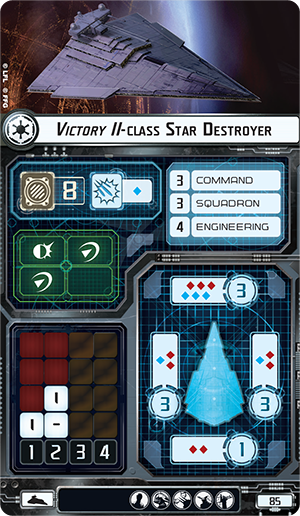 © LFL © FFG
VICTORY II-CLASS STAR DESTROYER
8
3 COMMAND
3 SQUADRON
4 ENGINEERING
3
3 3
1
1
1 -
1 2 3 4
85